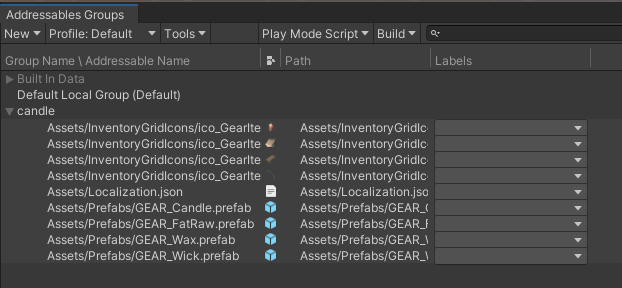 Addressables Groups
New Profile: Default Tools Play Mode Script Build
Group Name \ Addressable Name Path Labels
Built In Data
Default Local Group (Default)
candle
Assets/InventoryGridIcons/ico_GearIte Assets/InventoryGridIc
Assets/InventoryGridIcons/ico_GearIte Assets/InventoryGridIc
Assets/InventoryGridIcons/ico_GearIte Assets/InventoryGridIc
Assets/InventoryGridIcons/ico_GearIte Assets/InventoryGridIc
Assets/Localization.json Assets/Localization.jso
Assets/Prefabs/GEAR_Candle.prefab Assets/Prefabs/GEAR_C
Assets/Prefabs/GEAR_FatRaw.prefab Assets/Prefabs/GEAR_F
Assets/Prefabs/GEAR_Wax.prefab Assets/Prefabs/GEAR_W
Assets/Prefabs/GEAR_Wick.prefab Assets/Prefabs/GEAR_W